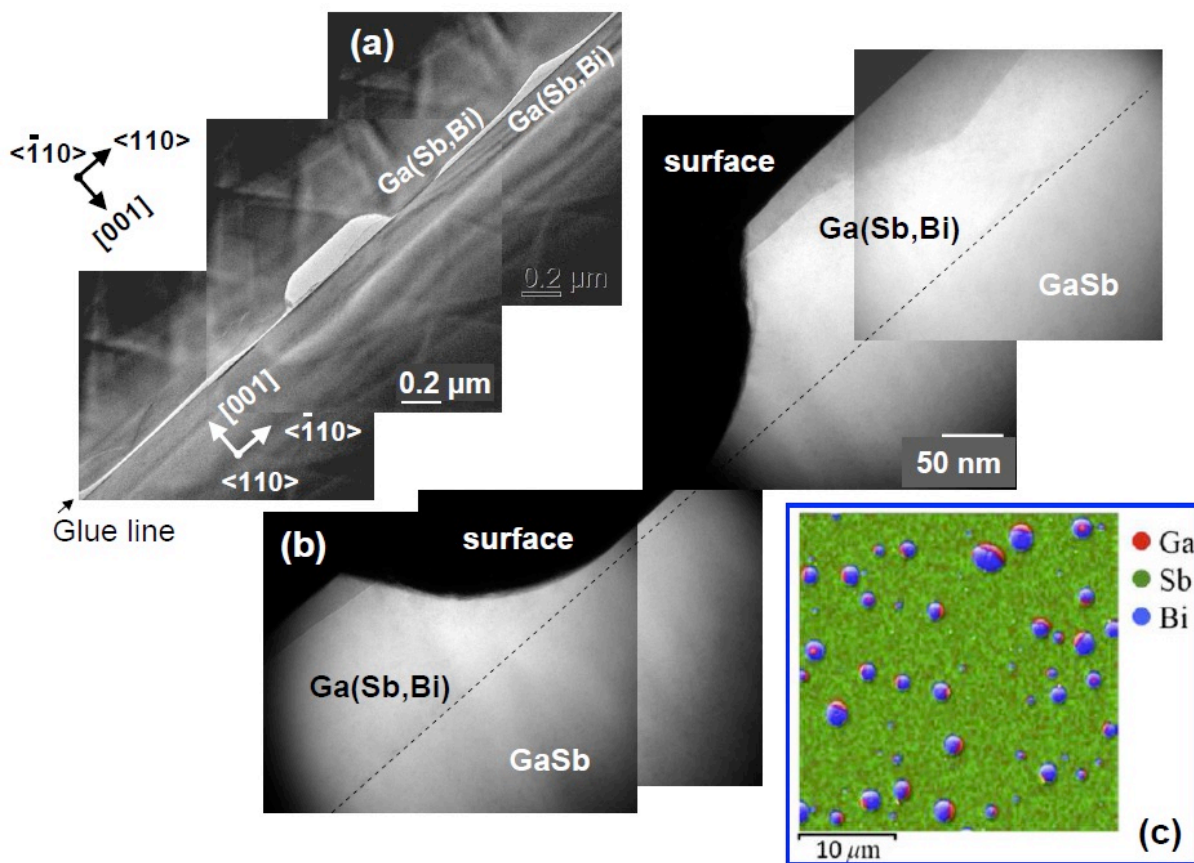 (a)
Ga(Sb,Bi)
Ga(Sb,Bi)
<1̄10>
<110>
[001]
0.2 μm
0.2 μm
[001]
<1̄10>
<110>
Glue line
surface
Ga(Sb,Bi)
GaSb
50 nm
(b)
surface
Ga(Sb,Bi)
GaSb
Ga
Sb
Bi
10 μm
(c)